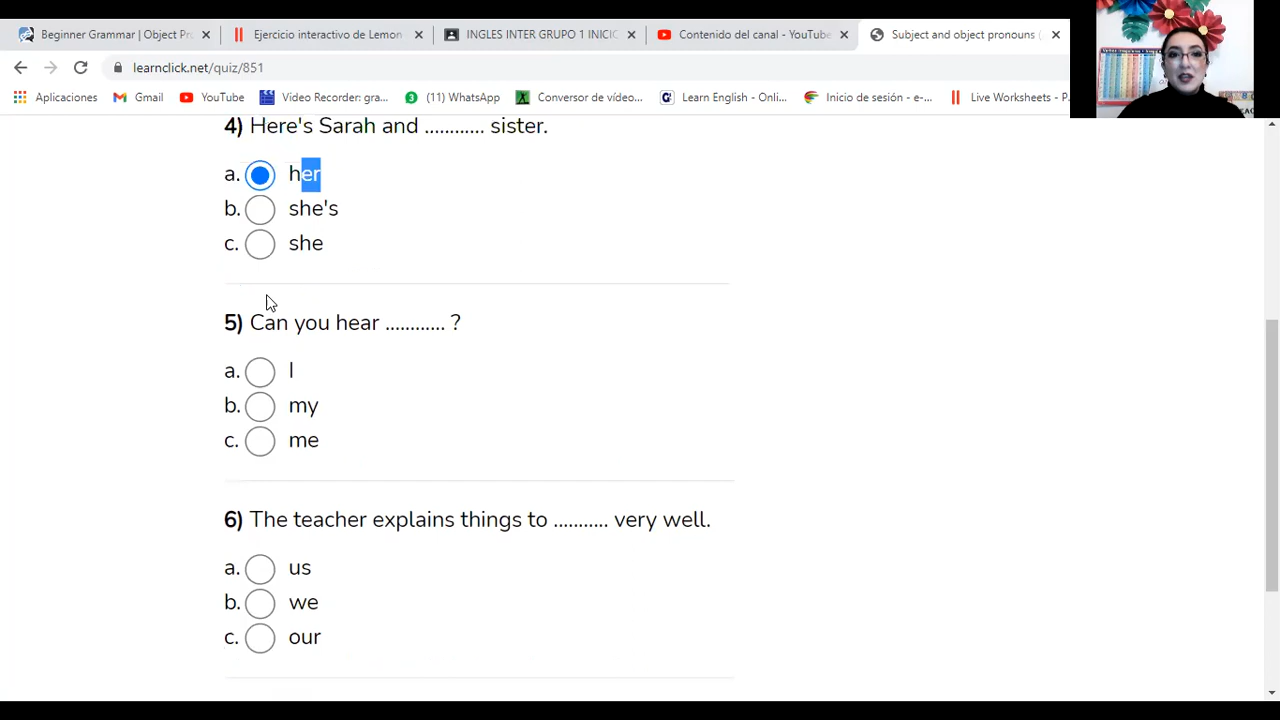 Beginner Grammar | Object Pr
Ejercicio interactivo de Lemon
INGLES INTER GRUPO 1 INICIO
Contenido del canal - YouTube
Subject and object pronouns (
learnclick.net/quiz/851
Aplicaciones
Gmail
YouTube
Video Recorder: gra...
(11) WhatsApp
Conversor de vídeo...
Learn English - Onli...
Inicio de sesión - e-...
Live Worksheets - P.
4) Here's Sarah and ............ sister.
a. her
b. she's
c. she
5) Can you hear ............ ?
a. I
b. my
c. me
6) The teacher explains things to ........... very well.
a. us
b. we
c. our